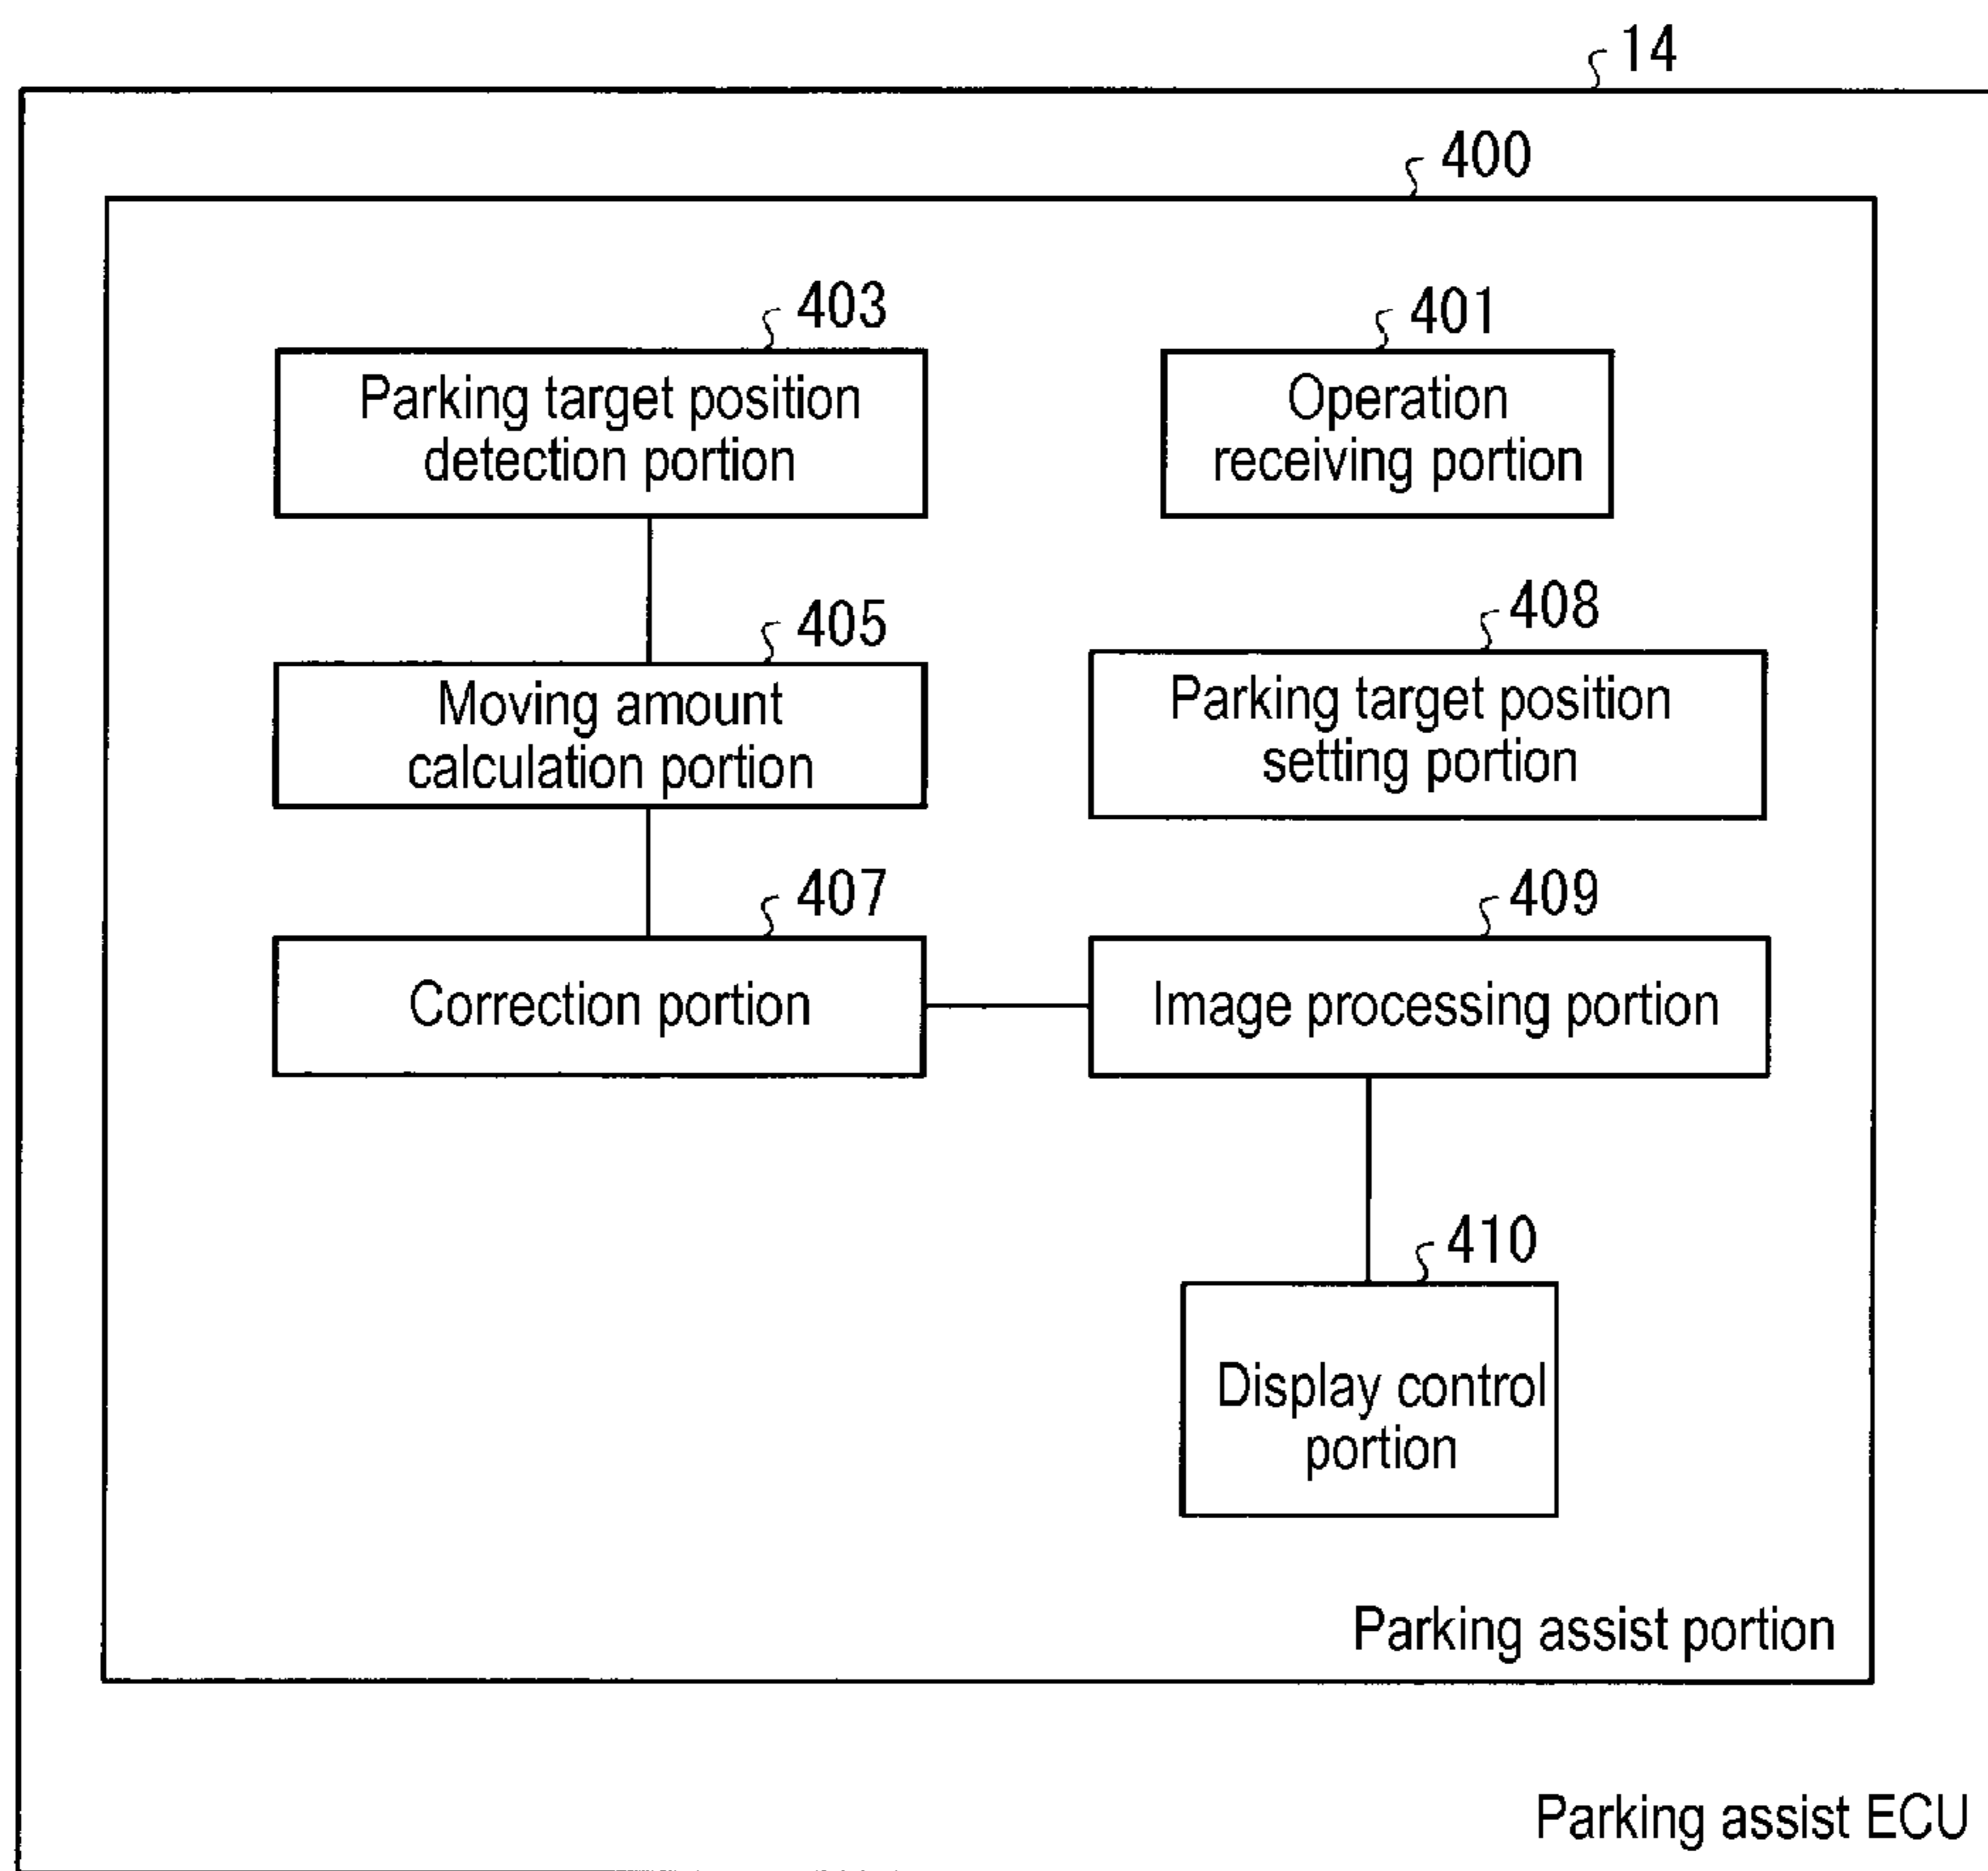 14
400
403
401
Parking target position
detection portion
Operation
receiving portion
405
408
Moving amount
calculation portion
Parking target position
setting portion
407
409
Correction portion
Image processing portion
410
Display control
portion
Parking assist portion
Parking assist ECU